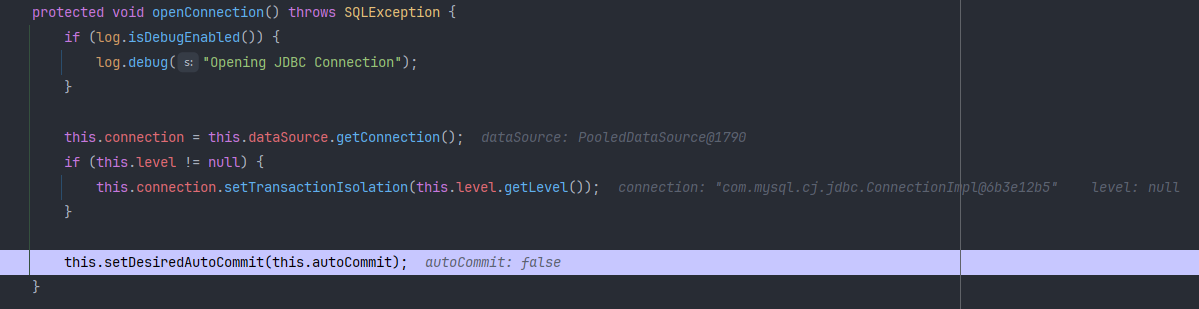 protected void openConnection() throws SQLException {
if (log.isDebugEnabled()) {
log.debug( s: "Opening JDBC Connection");
}
this.connection = this.dataSource.getConnection(); dataSource: PooledDataSource@1790
if (this.level != null) {
this.connection.setTransactionIsolation(this.level.getLevel()); connection: "com.mysql.cj.jdbc.ConnectionImpl@6b3e12b5" level: null
}
this.setDesiredAutoCommit(this.autoCommit); autoCommit: false
}